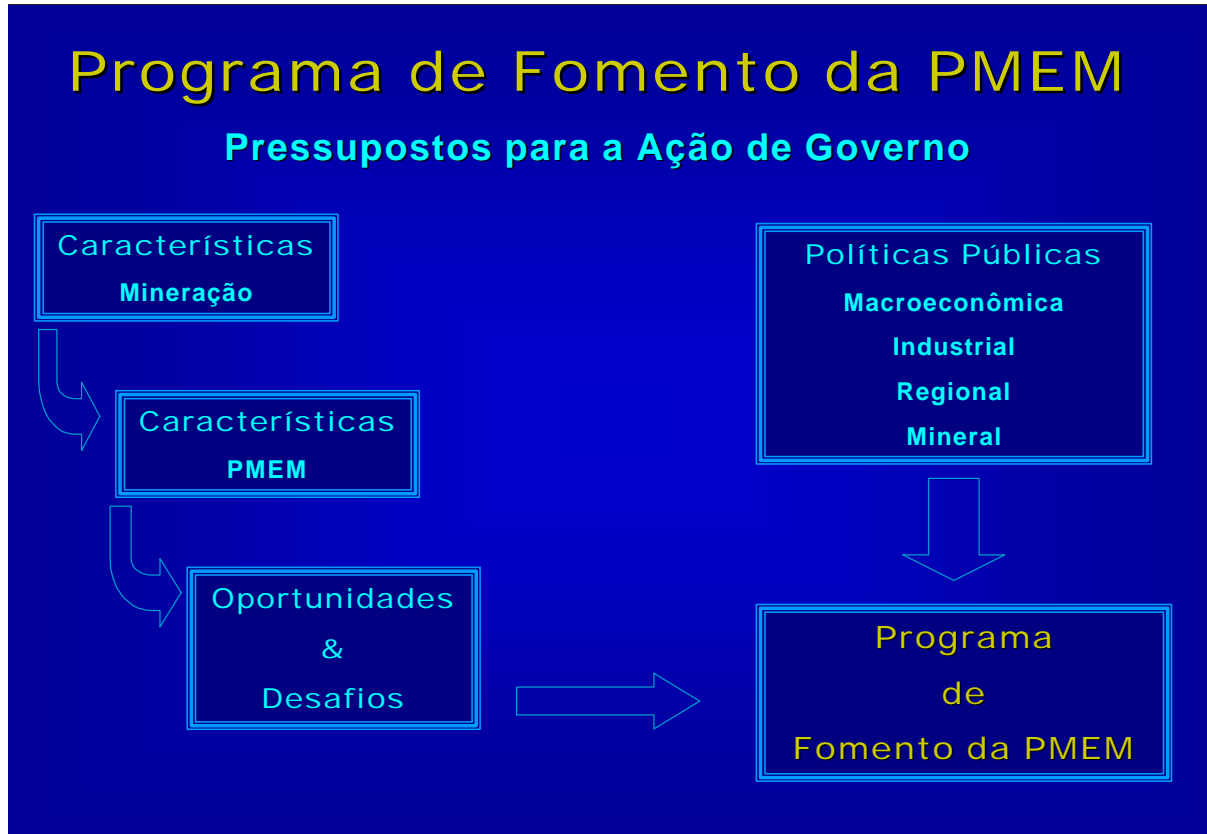 Programa de Fomento da PMEM
Pressupostos para a Ação de Governo
Características
Mineração
Características
PMEM
Oportunidades
&
Desafios
Políticas Públicas
Macroeconômica
Industrial
Regional
Mineral
Programa
de
Fomento da PMEM